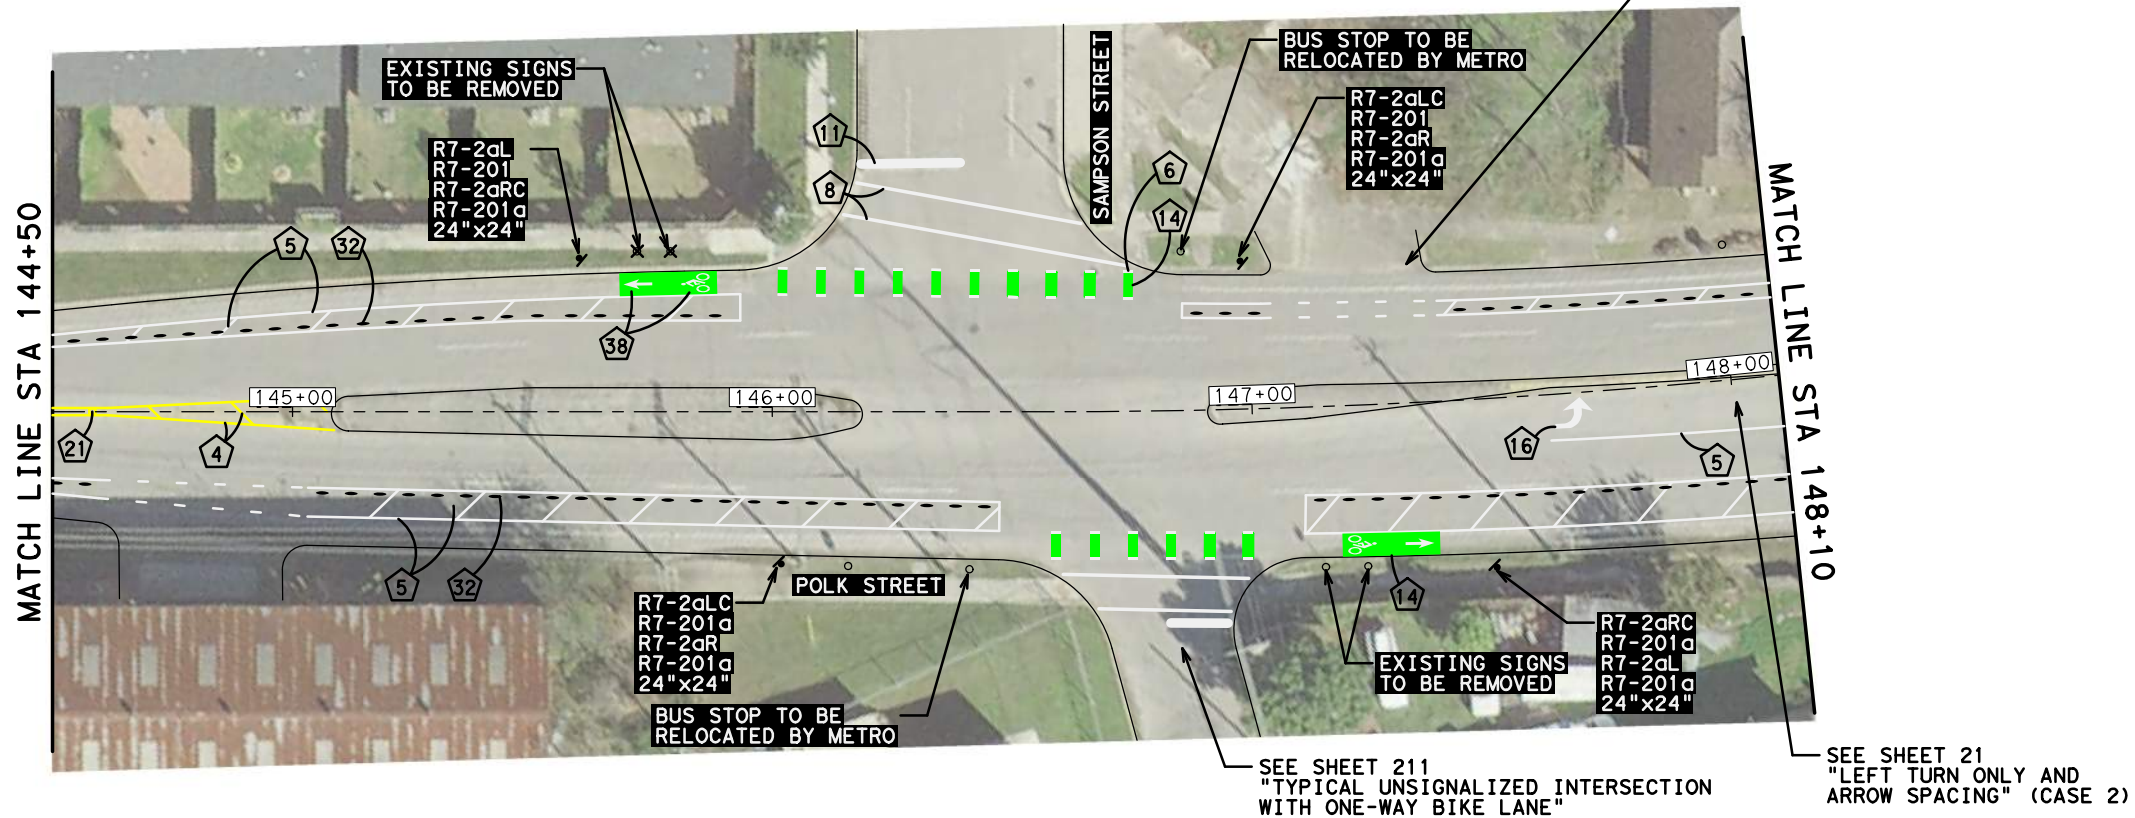 EXISTING SIGNS
TO BE REMOVED
R7-2aL
R7-201
R7-2aRC
R7-201a
24"x24"
5
32
11
8
38
SAMPSON STREET
6
14
BUS STOP TO BE
RELOCATED BY METRO
R7-2aLC
R7-201
R7-2aR
R7-201a
24"x24"
MATCH LINE STA 144+50
MATCH LINE STA 148+10
145+00
146+00
147+00
148+00
21
4
16
5
5
32
POLK STREET
R7-2aLC
R7-201a
R7-2aR
R7-201a
24"x24"
BUS STOP TO BE
RELOCATED BY METRO
14
EXISTING SIGNS
TO BE REMOVED
R7-2aRC
R7-201a
R7-2aL
R7-201a
24"x24"
SEE SHEET 211
"TYPICAL UNSIGNALIZED INTERSECTION
WITH ONE-WAY BIKE LANE"
SEE SHEET 21
"LEFT TURN ONLY AND
ARROW SPACING" (CASE 2)